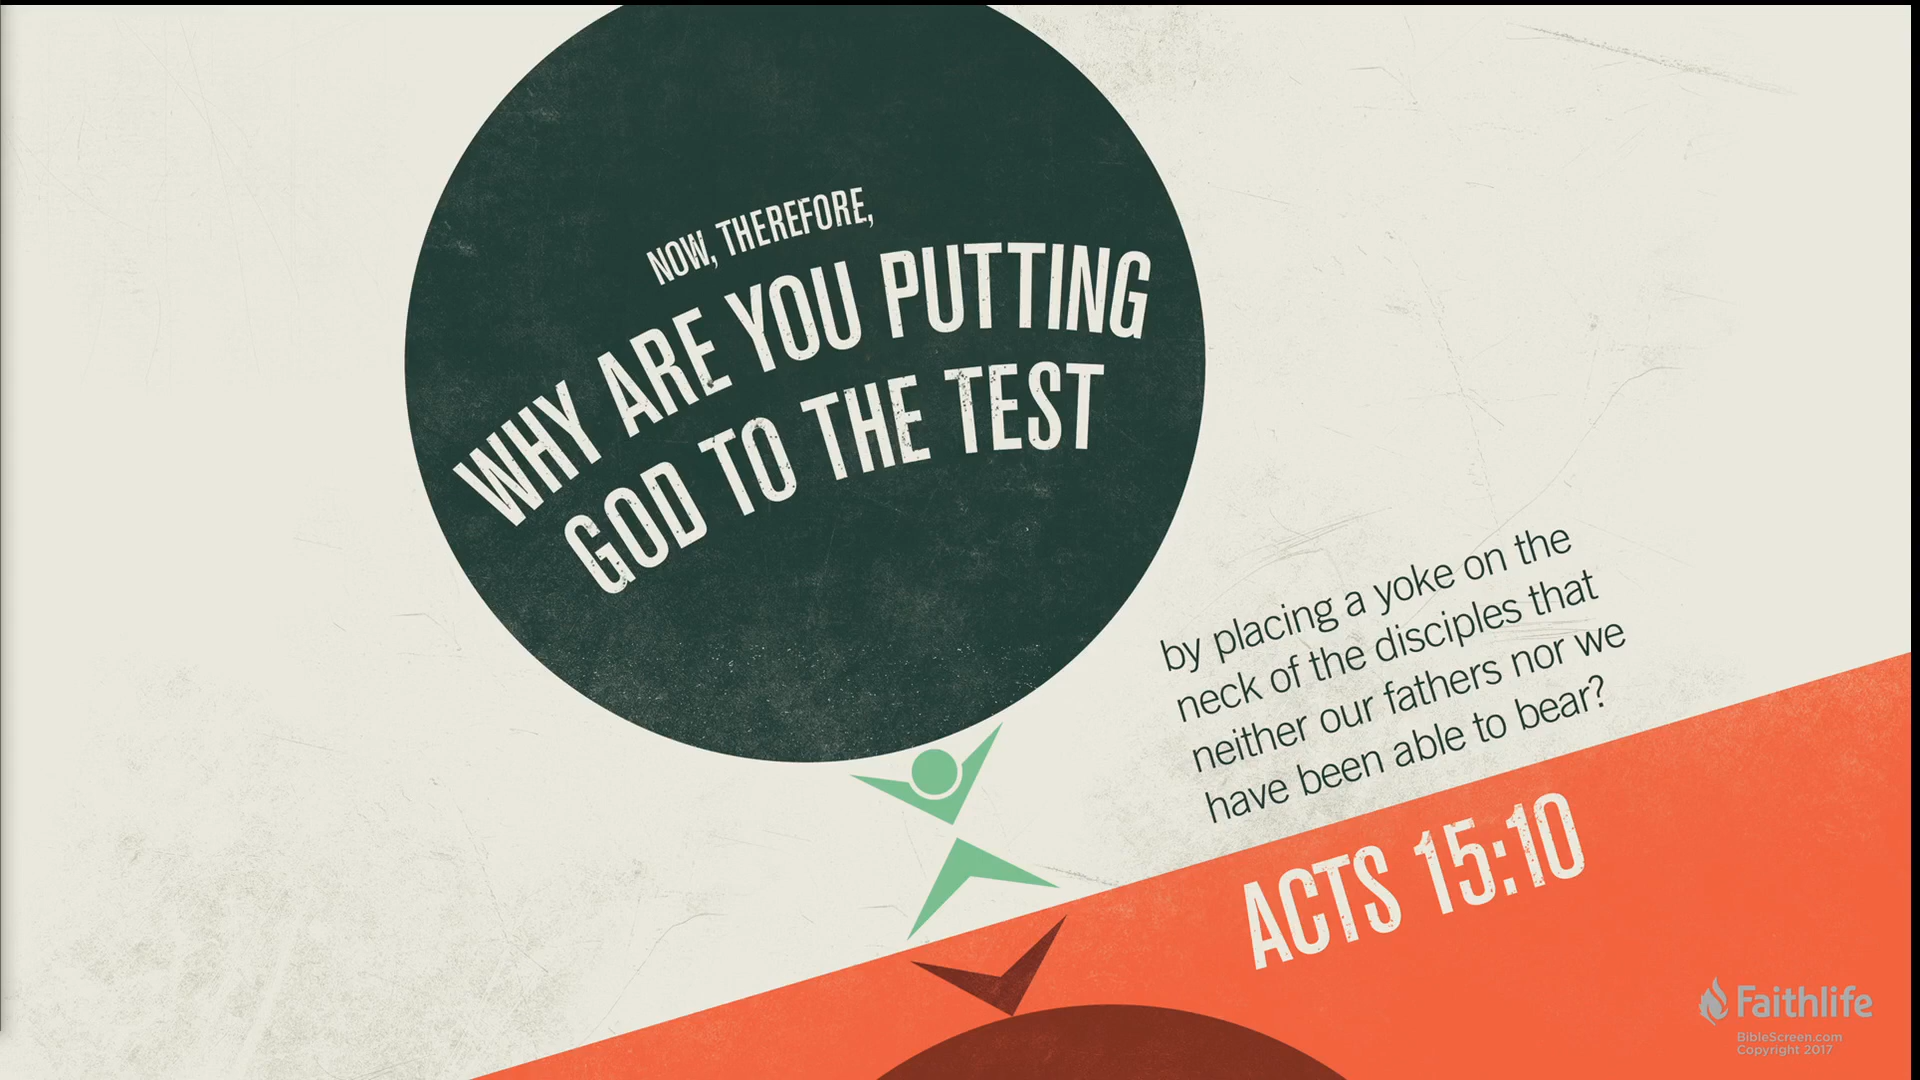 NOW, THEREFORE,
WHY ARE YOU PUTTING
GOD TO THE TEST
by placing a yoke on the
neck of the disciples that
neither our fathers nor we
have been able to bear?
ACTS 15:10
Faithlife
BibleScreen.com
Copyright 2017